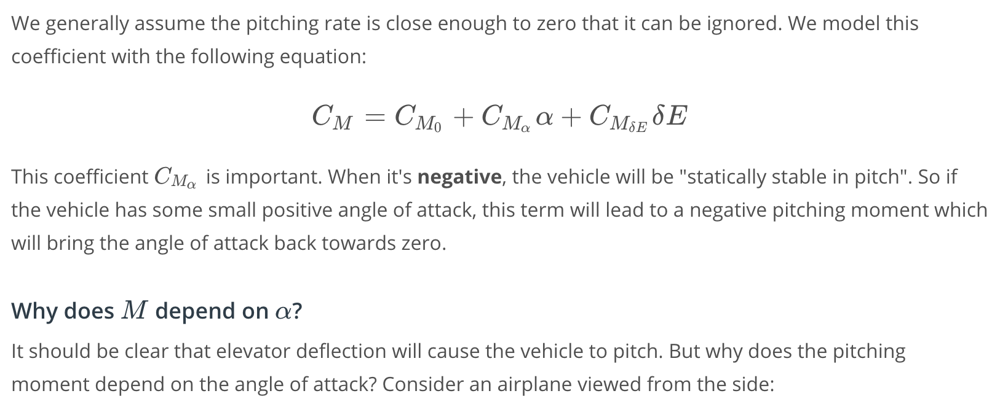 We generally assume the pitching rate is close enough to zero that it can be ignored. We model this
coefficient with the following equation:
$C_M = C_{M_0} + C_{M_\alpha} \alpha + C_{M_{\delta E}} \delta E$
This coefficient $C_{M_\alpha}$ is important. When it's negative, the vehicle will be "statically stable in pitch". So if
the vehicle has some small positive angle of attack, this term will lead to a negative pitching moment which
will bring the angle of attack back towards zero.
Why does $M$ depend on $\alpha$?
It should be clear that elevator deflection will cause the vehicle to pitch. But why does the pitching
moment depend on the angle of attack? Consider an airplane viewed from the side: